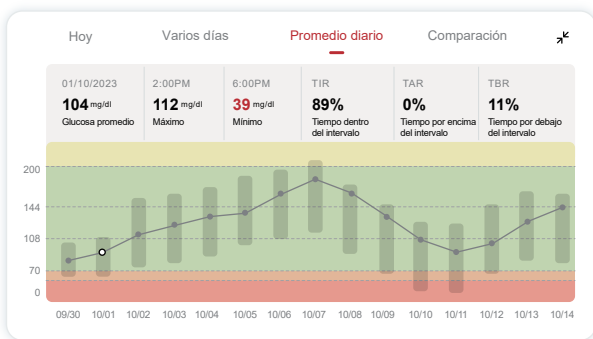 Hoy Varios días Promedio diario Comparación
01/10/2023 2:00PM 6:00PM TIR TAR TBR
104 mg/dl 112 mg/dl 39 mg/dl 89% 0% 11%
Glucosa promedio Máximo Mínimo Tiempo dentro Tiempo por encima Tiempo por debajo
del intervalo del intervalo del intervalo
200
144
108
70
0
09/30 10/01 10/02 10/03 10/04 10/05 10/06 10/07 10/08 10/09 10/10 10/11 10/12 10/13 10/14